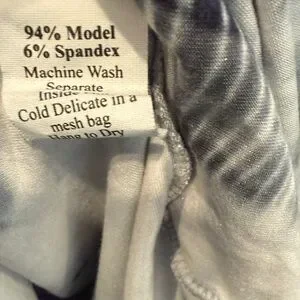 94% Model
6% Spandex
Machine Wash
Separate
Inside
Cold Delicate in a
mesh bag
Hang to Dry